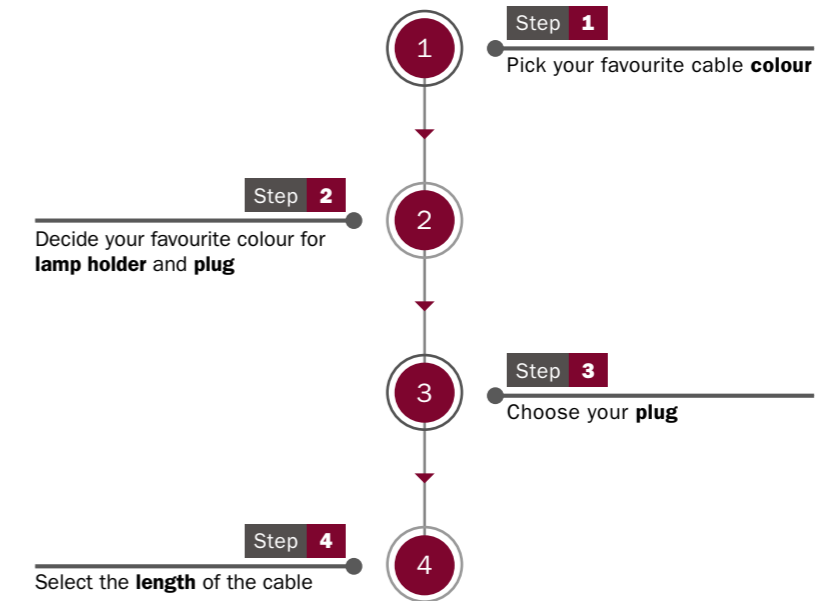 1
Step 1
Pick your favourite cable colour
Step 2
2
Decide your favourite colour for
lamp holder and plug
3
Step 3
Choose your plug
Step 4
4
Select the length of the cable